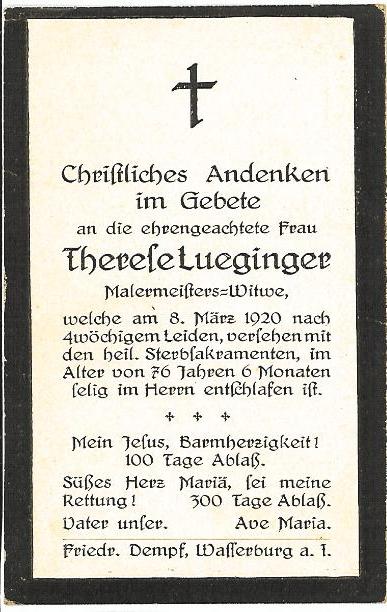 Christliches Andenken
im Gebete
an die ehrengeachtete Frau
Therese Lueginger
Malermeisters=Witwe,
welche am 8. März 1920 nach
4wöchigem Leiden, versehen mit
den heil. Sterbsakramenten, im
Alter von 76 Jahren 6 Monaten
selig im Herrn entschlafen ist.
Mein Jesus, Barmherzigkeit!
100 Tage Ablaß.
Süßes Herz Mariä, sei meine
Rettung! 300 Tage Ablaß.
Vater unser. Ave Maria.
Friedr. Dempf, Wasserburg a. I.